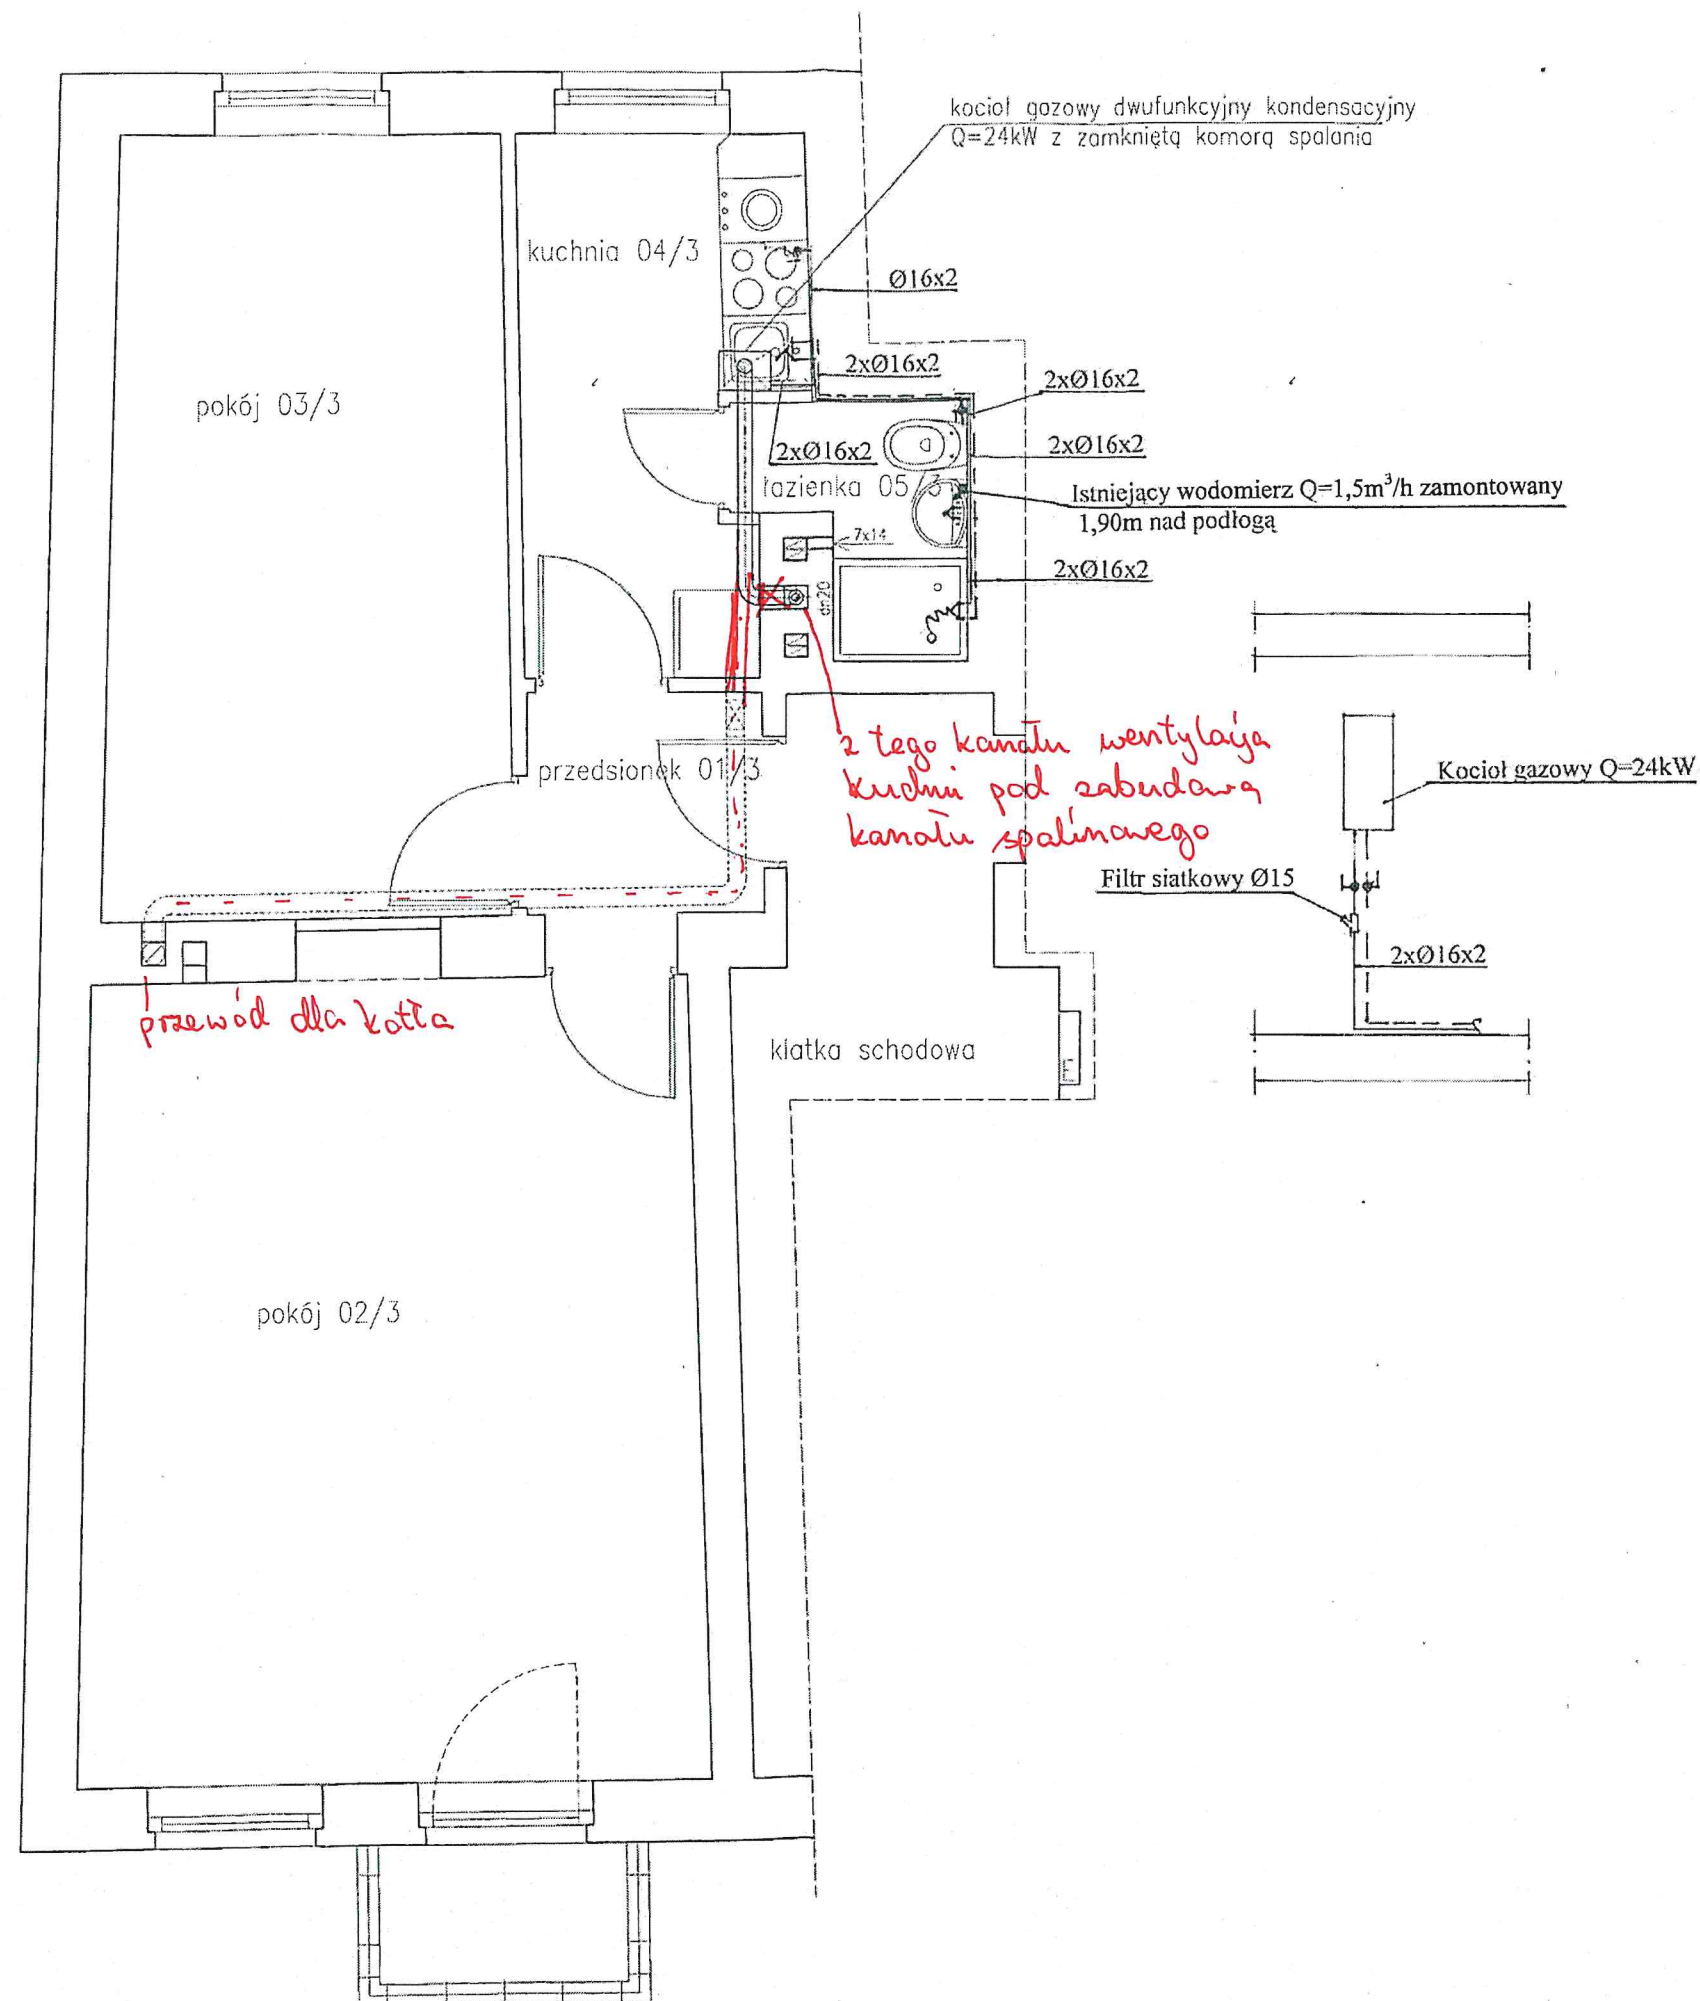 kocioł gazowy dwufunkcyjny kondensacyjny
Q=24kW z zamkniętą komorą spalania
kuchnia 04/3
Ø16x2
2xØ16x2
2xØ16x2
pokój 03/3
2xØ16x2
2xØ16x2
łazienka 05/3
Istniejący wodomierz Q=1,5m³/h zamontowany
1,90m nad podłogą
7x14
2xØ16x2
dn20
z tego kanału wentylacja
kuchni pod zabudową
kanału spalinowego
przedsionek 01/3
Kocioł gazowy Q=24kW
Filtr siatkowy Ø15
2xØ16x2
przewód dla kotła
klatka schodowa
E
pokój 02/3